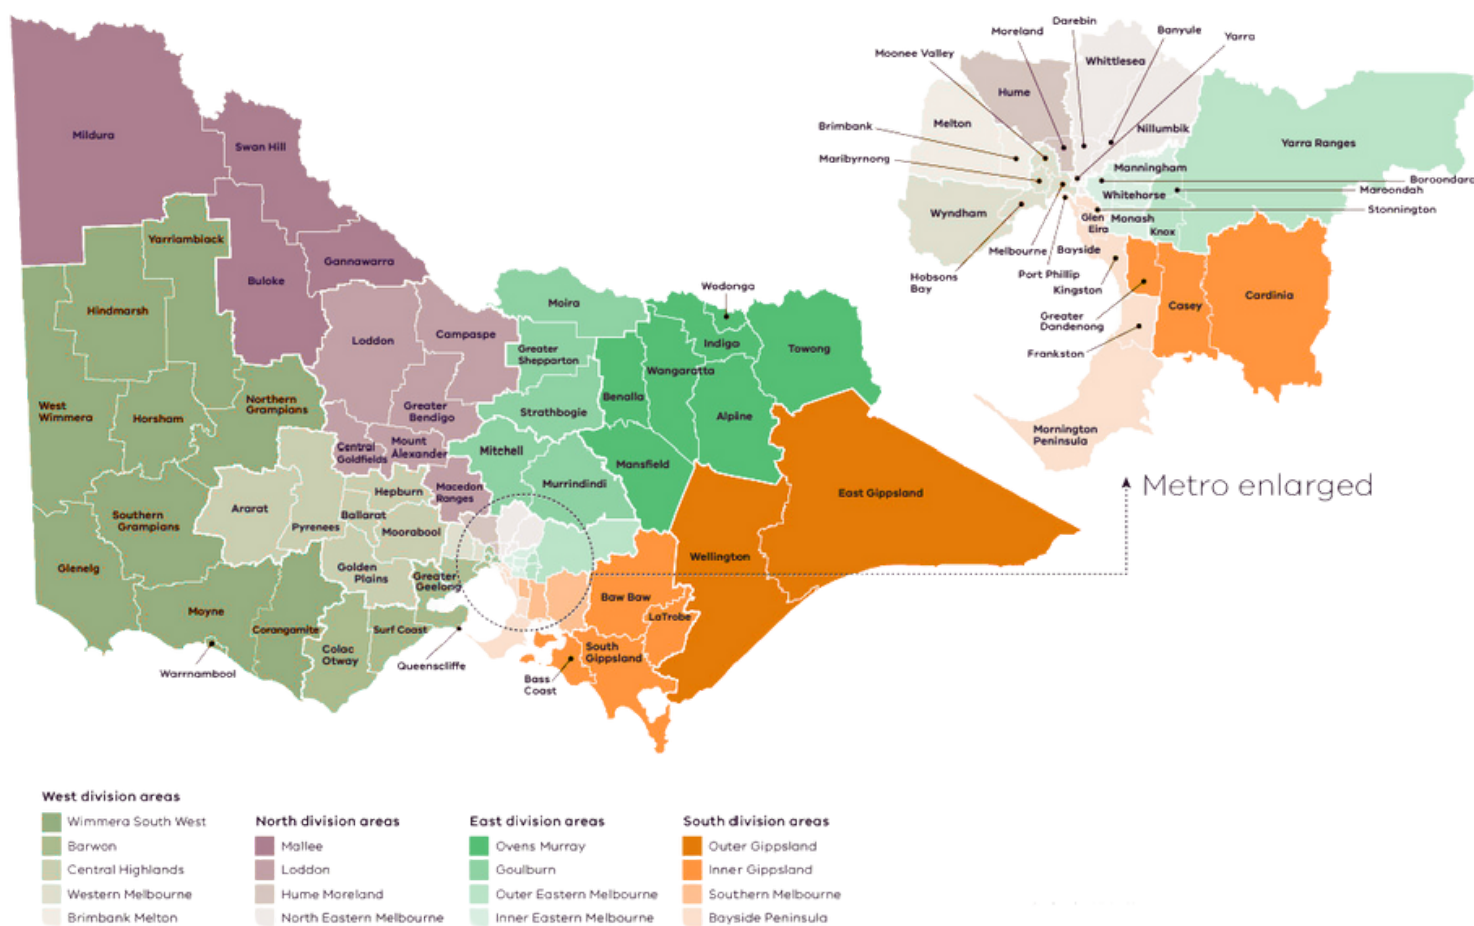 Mildura
Swan Hill
Yarriambiack
Gannawarra
Buloke
Hindmarsh
Loddon
Campaspe
West
Wimmera
Horsham
Northern
Grampians
Greater
Bendigo
Central
Goldfields
Mount
Alexander
Macedon
Ranges
Hepburn
Ararat
Pyrenees
Ballarat
Moorabool
Southern
Grampians
Glenelg
Golden
Plains
Greater
Geelong
Moyne
Corangamite
Colac
Otway
Surf Coast
Warrnambool
Queenscliffe
Moira
Greater
Shepparton
Strathbogie
Mitchell
Murrindindi
Wodonga
Indigo
Towong
Wangaratta
Benalla
Alpine
Mansfield
East Gippsland
Wellington
Baw Baw
LaTrobe
South
Gippsland
Bass
Coast
Darebin
Moreland
Banyule
Yarra
Moonee Valley
Whittlesea
Hume
Melton
Brimbank
Nillumbik
Maribyrnong
Yarra Ranges
Manningham
Boroondara
Whitehorse
Maroondah
Wyndham
Stonnington
Glen
Eira
Monash
Knox
Melbourne
Bayside
Hobsons
Bay
Port Phillip
Kingston
Casey
Cardinia
Greater
Dandenong
Frankston
Mornington
Peninsula
Metro enlarged
West division areas
Wimmera South West
Barwon
Central Highlands
Western Melbourne
Brimbank Melton
North division areas
Mallee
Loddon
Hume Moreland
North Eastern Melbourne
East division areas
Ovens Murray
Goulburn
Outer Eastern Melbourne
Inner Eastern Melbourne
South division areas
Outer Gippsland
Inner Gippsland
Southern Melbourne
Bayside Peninsula